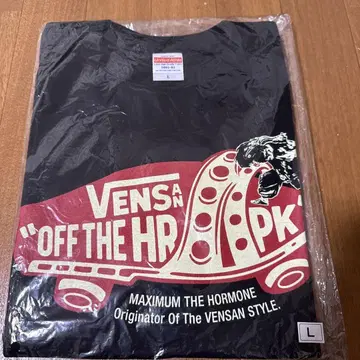 VENSAN
"OFF THE HR PK"
MAXIMUM THE HORMONE
Originator Of The VENSAN STYLE.
L